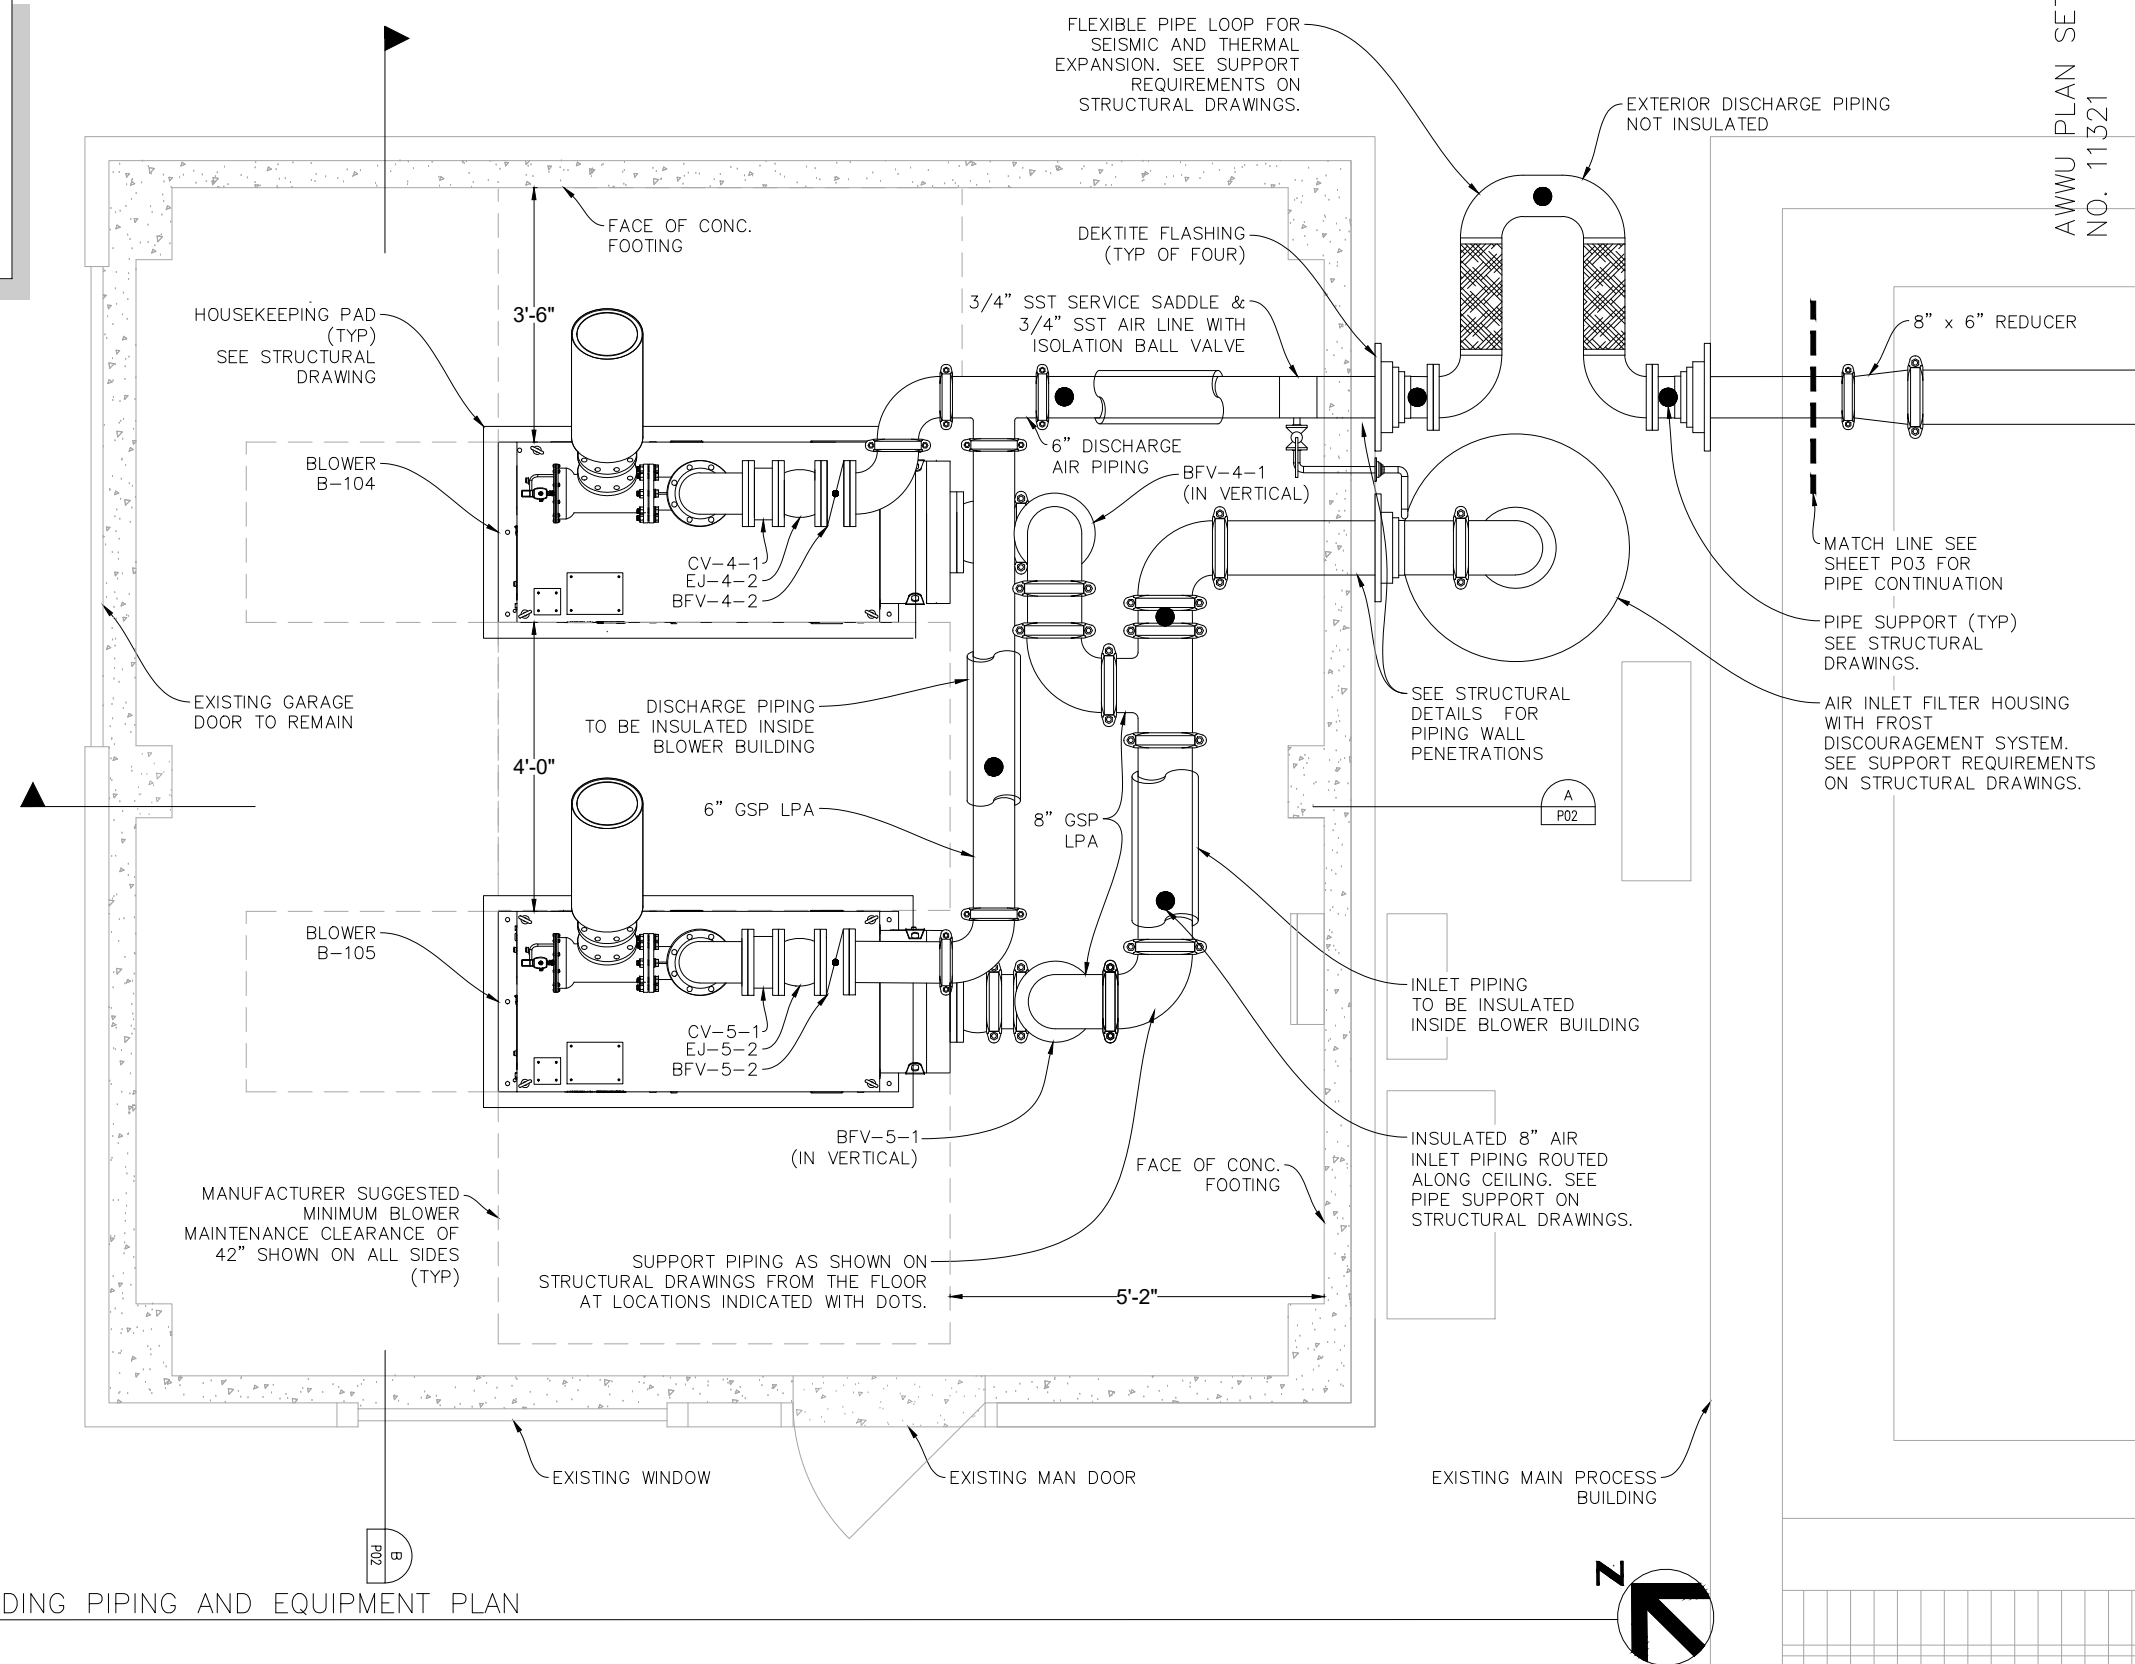 FLEXIBLE PIPE LOOP FOR
SEISMIC AND THERMAL
EXPANSION. SEE SUPPORT
REQUIREMENTS ON
STRUCTURAL DRAWINGS.
EXTERIOR DISCHARGE PIPING
NOT INSULATED
AWWU PLAN SE
NO. 11321
FACE OF CONC.
FOOTING
DEKTITE FLASHING
(TYP OF FOUR)
3/4" SST SERVICE SADDLE &
3/4" SST AIR LINE WITH
ISOLATION BALL VALVE
HOUSEKEEPING PAD
(TYP)
SEE STRUCTURAL
DRAWING
3'-6"
8" x 6" REDUCER
BLOWER
B-104
6" DISCHARGE
AIR PIPING
BFV-4-1
(IN VERTICAL)
CV-4-1
EJ-4-2
BFV-4-2
MATCH LINE SEE
SHEET P03 FOR
PIPE CONTINUATION
PIPE SUPPORT (TYP)
SEE STRUCTURAL
DRAWINGS.
EXISTING GARAGE
DOOR TO REMAIN
DISCHARGE PIPING
TO BE INSULATED INSIDE
BLOWER BUILDING
SEE STRUCTURAL
DETAILS FOR
PIPING WALL
PENETRATIONS
AIR INLET FILTER HOUSING
WITH FROST
DISCOURAGEMENT SYSTEM.
SEE SUPPORT REQUIREMENTS
ON STRUCTURAL DRAWINGS.
4'-0"
6" GSP LPA
8" GSP
LPA
A
P02
BLOWER
B-105
CV-5-1
EJ-5-2
BFV-5-2
INLET PIPING
TO BE INSULATED
INSIDE BLOWER BUILDING
BFV-5-1
(IN VERTICAL)
INSULATED 8" AIR
INLET PIPING ROUTED
ALONG CEILING. SEE
PIPE SUPPORT ON
STRUCTURAL DRAWINGS.
FACE OF CONC.
FOOTING
MANUFACTURER SUGGESTED
MINIMUM BLOWER
MAINTENANCE CLEARANCE OF
42" SHOWN ON ALL SIDES
(TYP)
SUPPORT PIPING AS SHOWN ON
STRUCTURAL DRAWINGS FROM THE FLOOR
AT LOCATIONS INDICATED WITH DOTS.
5'-2"
EXISTING WINDOW
EXISTING MAN DOOR
EXISTING MAIN PROCESS
BUILDING
B
P02
N
DING PIPING AND EQUIPMENT PLAN